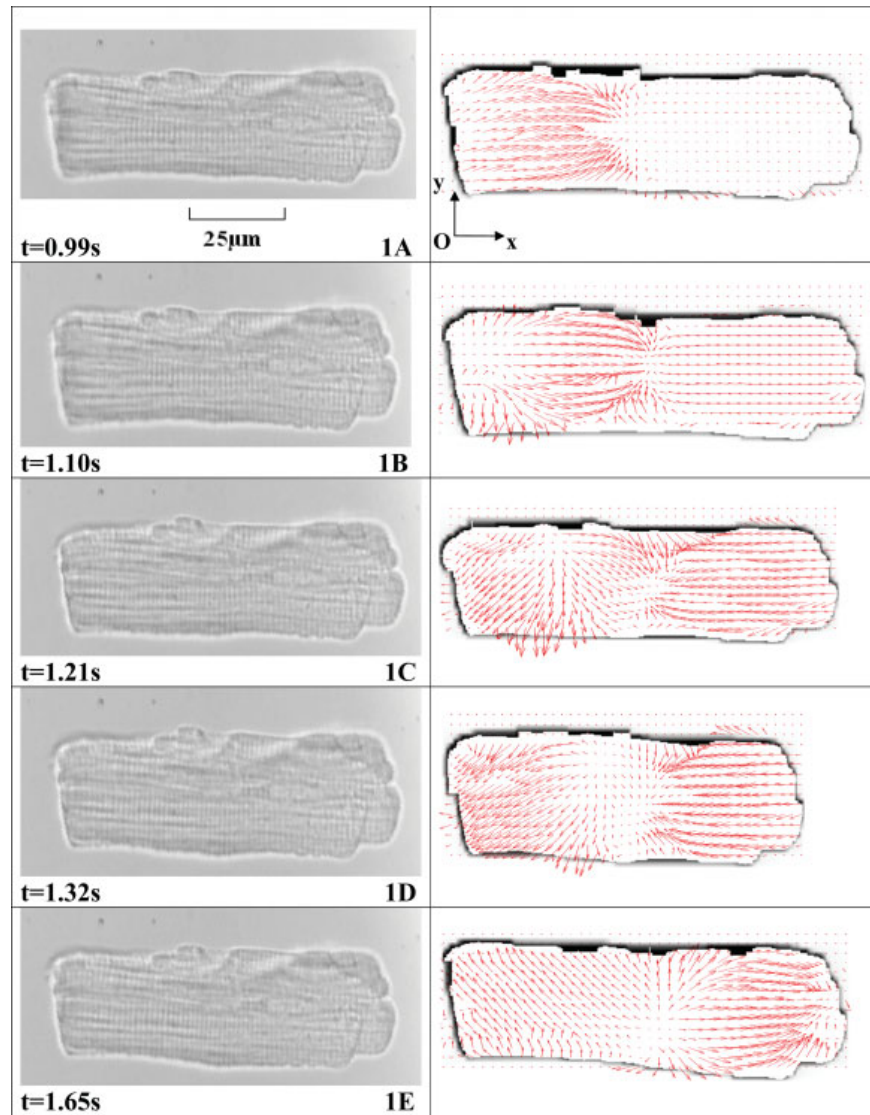 25µm
t=0.99s 1A
y
O x
t=1.10s 1B
t=1.21s 1C
t=1.32s 1D
t=1.65s 1E